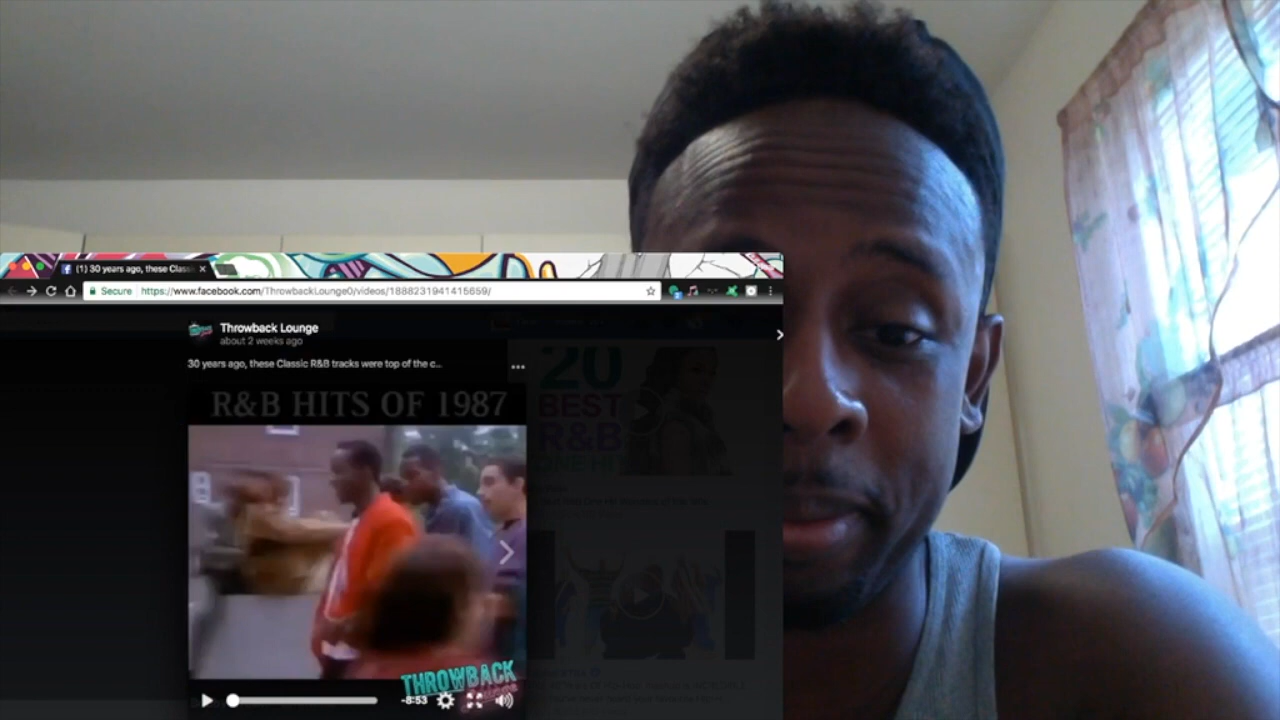 (1) 30 years ago, these Class
Secure https://www.facebook.com/ThrowbackLounge0/videos/1888231941415659/
Throwback Lounge
about 2 weeks ago
30 years ago, these Classic R&B tracks were top of the c...
R&B HITS OF 1987
20
BEST
R&B
ONE HI
THROWBACK
-8:53